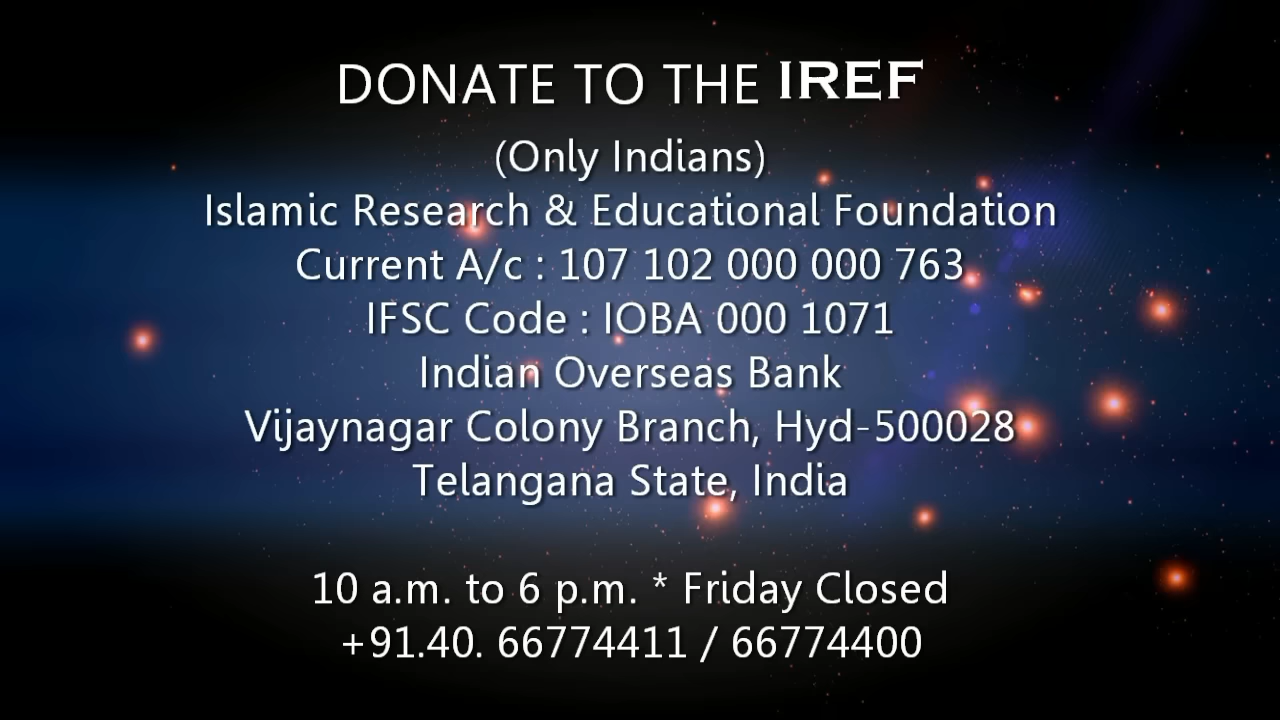 DONATE TO THE IREF
(Only Indians)
Islamic Research & Educational Foundation
Current A/c : 107 102 000 000 763
IFSC Code : IOBA 000 1071
Indian Overseas Bank
Vijaynagar Colony Branch, Hyd-500028
Telangana State, India
10 a.m. to 6 p.m. * Friday Closed
+91.40. 66774411 / 66774400